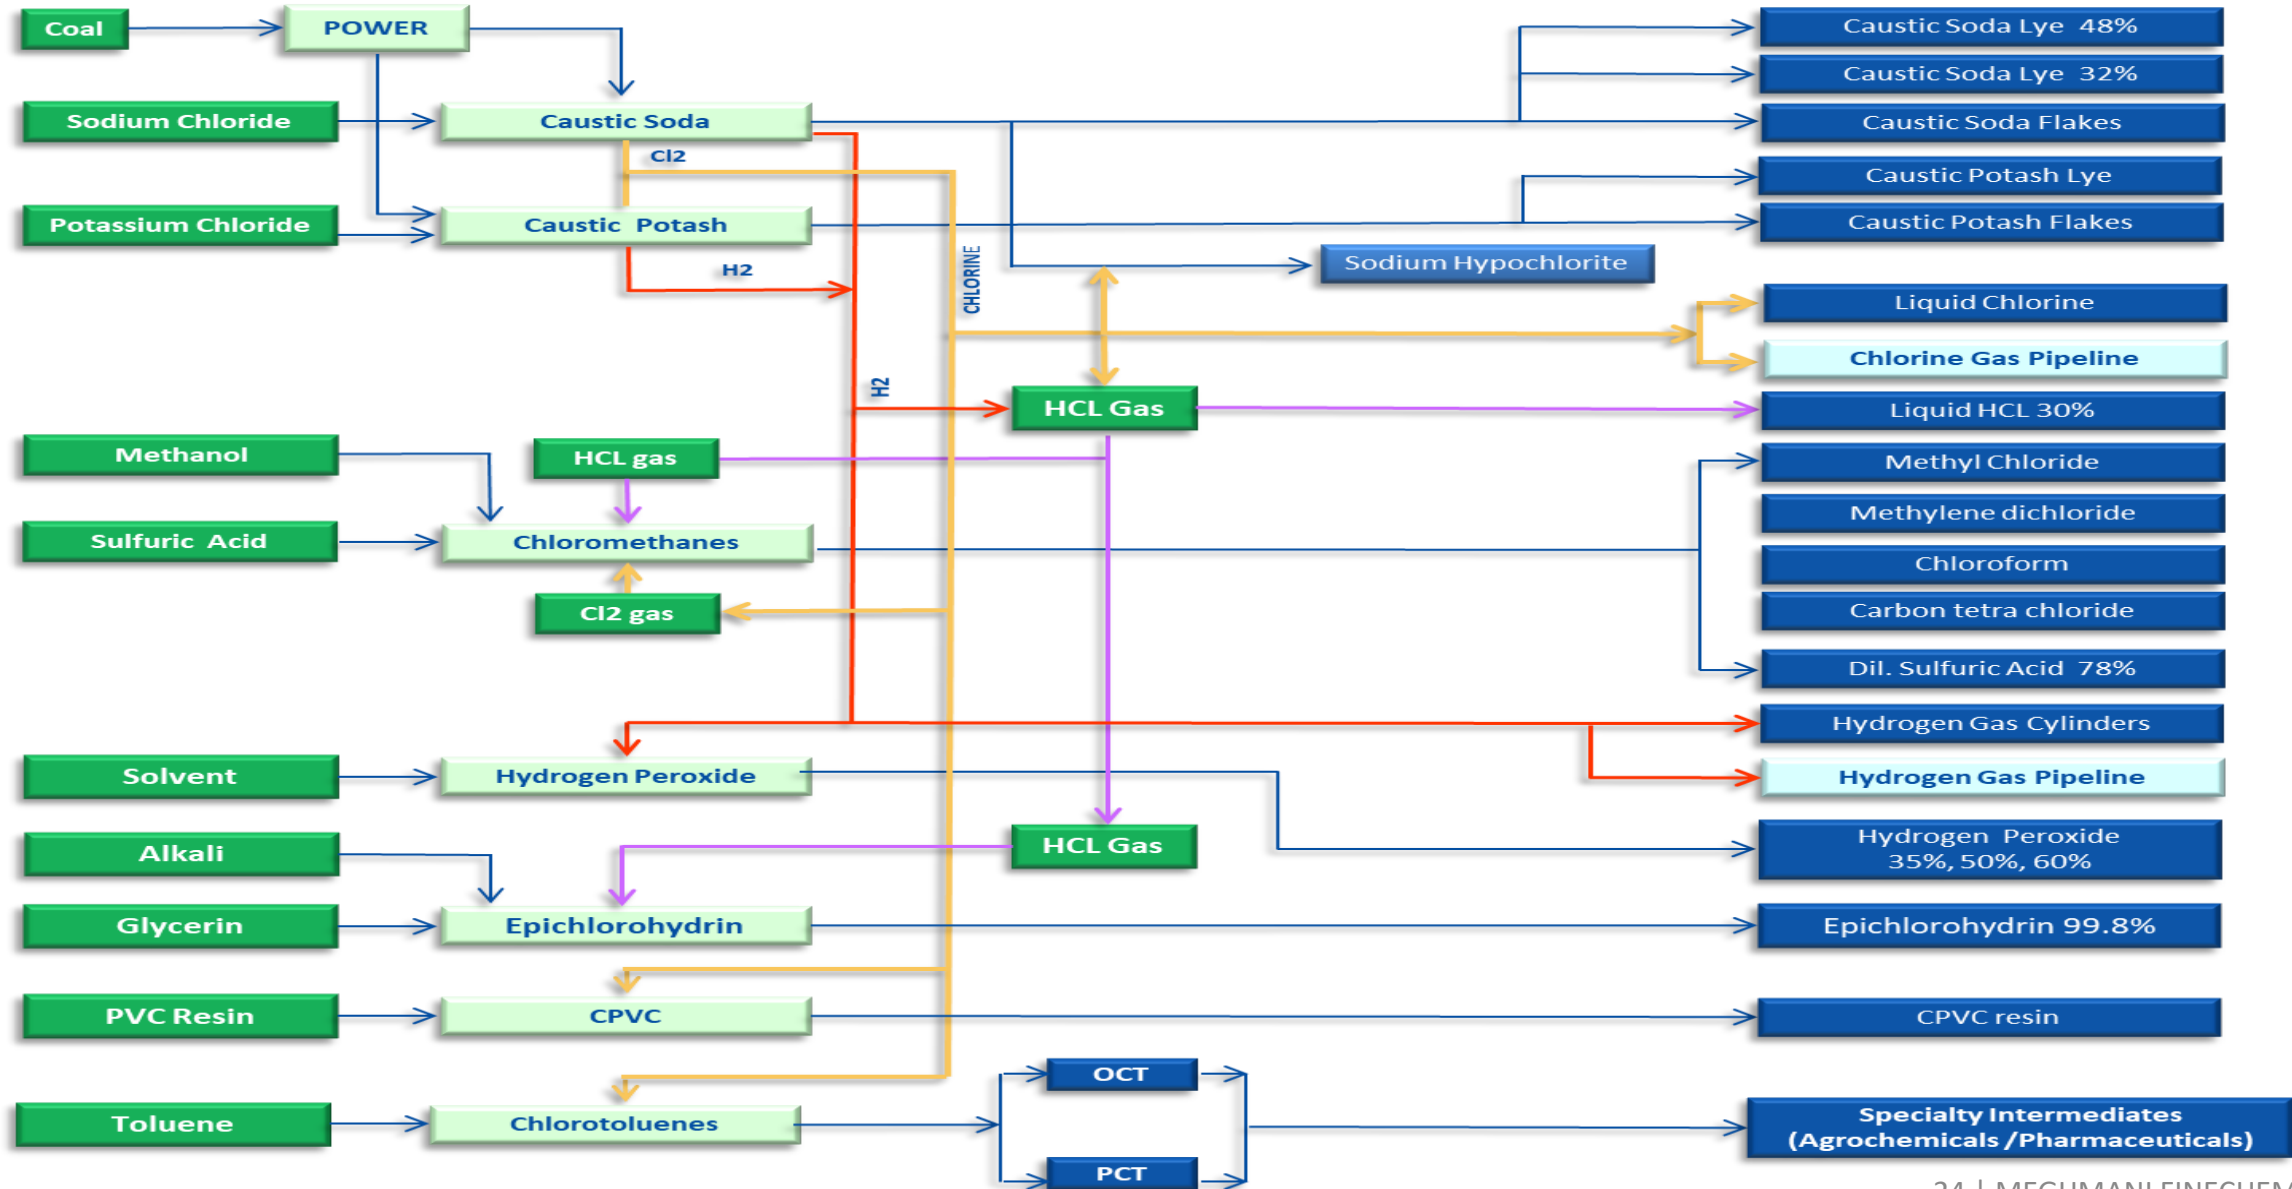 Coal
POWER
Caustic Soda Lye 48%
Caustic Soda Lye 32%
Sodium Chloride
Caustic Soda
Caustic Soda Flakes
Cl2
Caustic Potash Lye
Potassium Chloride
Caustic Potash
Caustic Potash Flakes
H2
CHLORINE
Sodium Hypochlorite
Liquid Chlorine
Chlorine Gas Pipeline
H2
HCL Gas
Liquid HCL 30%
Methanol
HCL gas
Methyl Chloride
Methylene dichloride
Sulfuric Acid
Chloromethanes
Chloroform
Cl2 gas
Carbon tetra chloride
Dil. Sulfuric Acid 78%
Hydrogen Gas Cylinders
Solvent
Hydrogen Peroxide
Hydrogen Gas Pipeline
Alkali
HCL Gas
Hydrogen Peroxide
35%, 50%, 60%
Glycerin
Epichlorohydrin
Epichlorohydrin 99.8%
PVC Resin
CPVC
CPVC resin
OCT
Toluene
Chlorotoluenes
Specialty Intermediates
(Agrochemicals /Pharmaceuticals)
PCT
24 | MEGHMANI FINECHEM